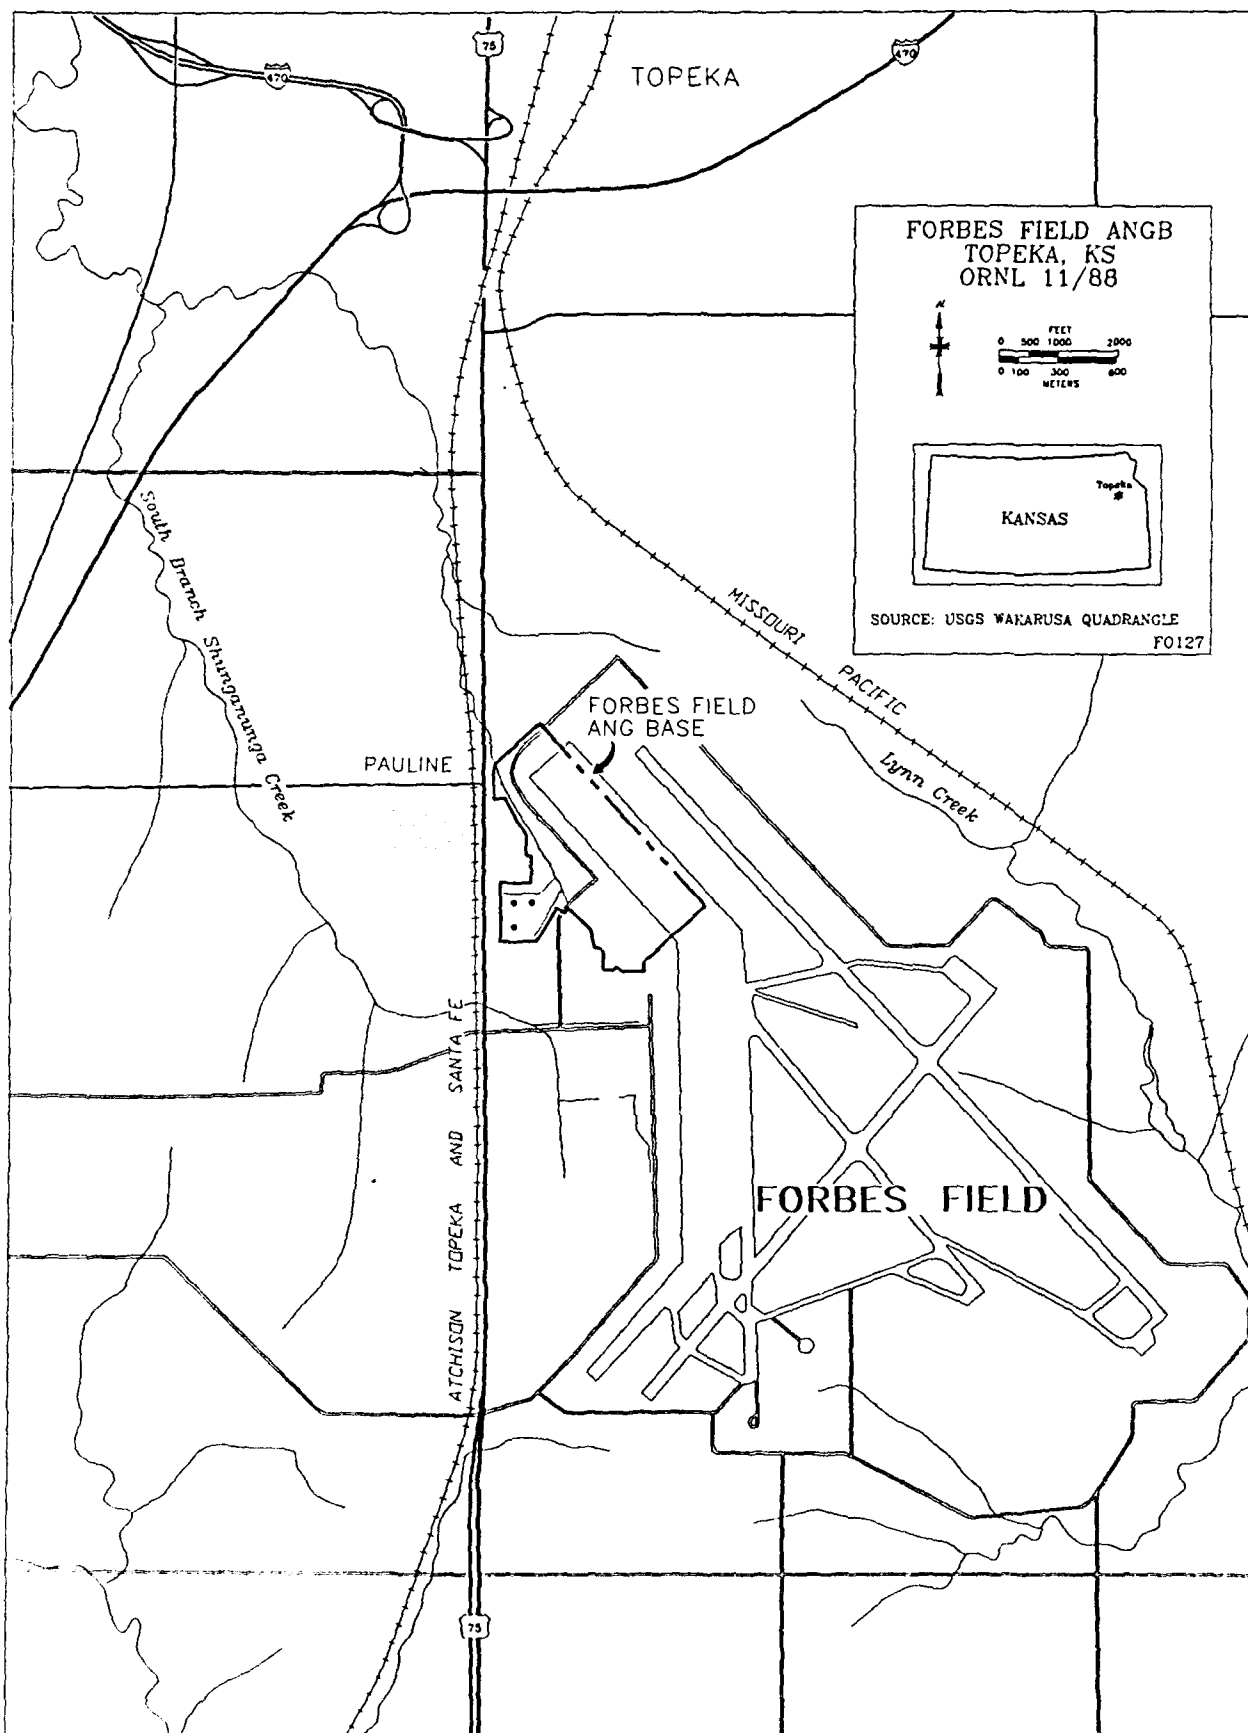 75
470
470
TOPEKA
FORBES FIELD ANGB
TOPEKA, KS
ORNL 11/88
N
FEET
0 500 1000 2000
0 100 300 600
METERS
Topeka
KANSAS
SOURCE: USGS WAKARUSA QUADRANGLE
F0127
South Branch Shunganunga Creek
MISSOURI PACIFIC
FORBES FIELD
ANG BASE
PAULINE
Lynn Creek
ATCHISON TOPEKA AND SANTA FE
FORBES FIELD
75